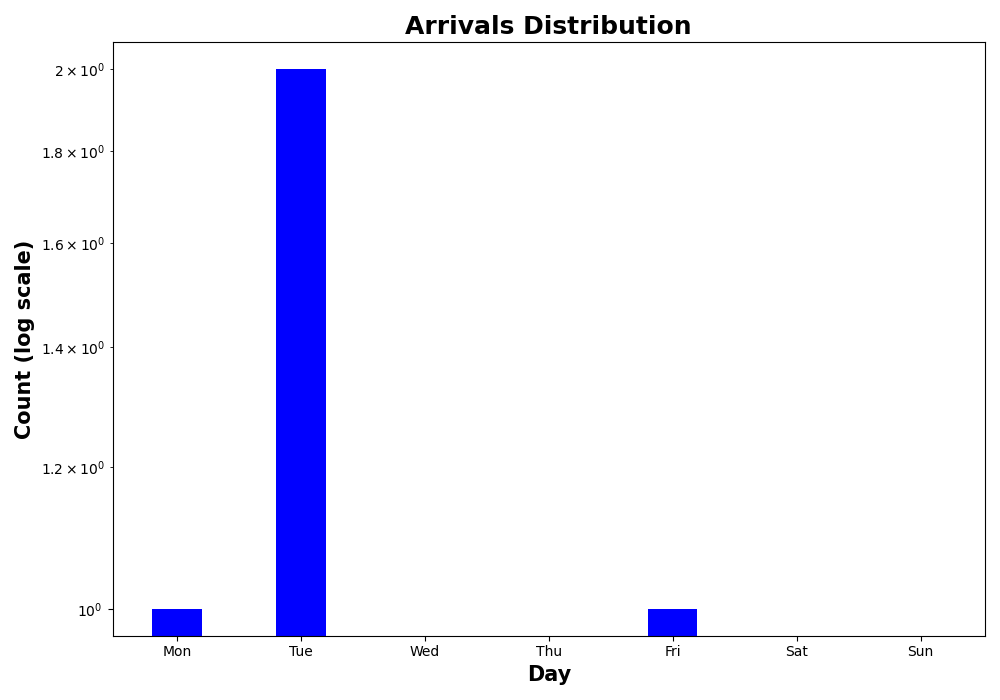 Arrivals Distribution
2 × 10⁰
1.8 × 10⁰
1.6 × 10⁰
1.4 × 10⁰
1.2 × 10⁰
10⁰
Count (log scale)
Mon Tue Wed Thu Fri Sat Sun
Day